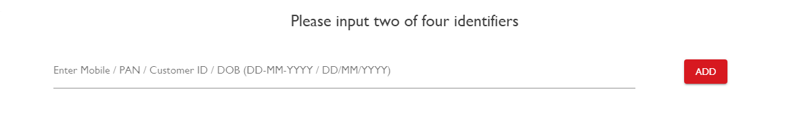 Please input two of four identifiers
Enter Mobile / PAN / Customer ID / DOB (DD-MM-YYYY / DD/MM/YYYY)
ADD